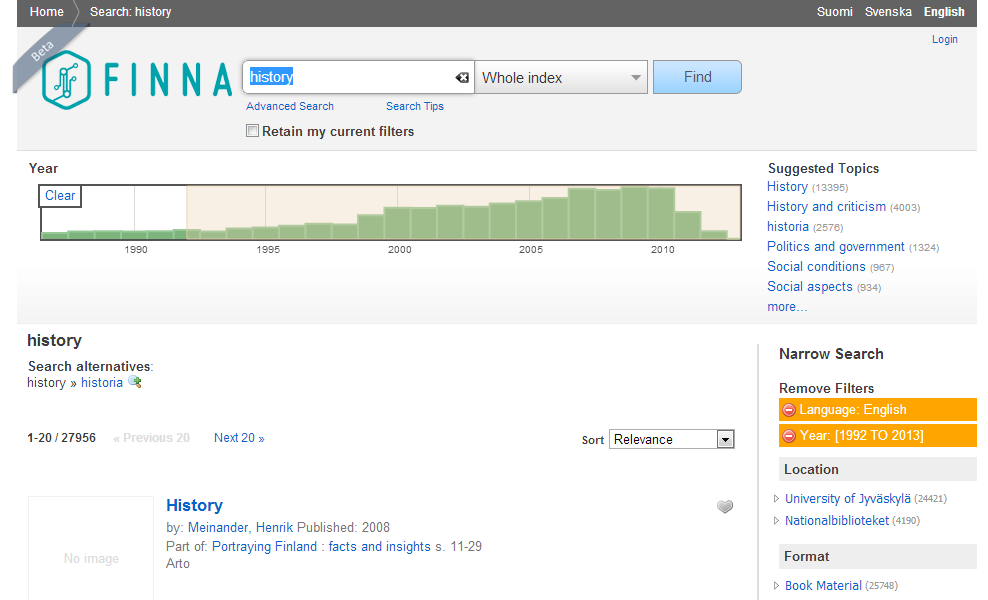 Home Search: history Suomi Svenska English
Beta
Login
FINNA history Whole index Find
Advanced Search Search Tips
Retain my current filters
Year
Clear
1990 1995 2000 2005 2010
Suggested Topics
History (13395)
History and criticism (4003)
historia (2576)
Politics and government (1324)
Social conditions (967)
Social aspects (934)
more...
history
Search alternatives:
history » historia
1-20 / 27956 « Previous 20 Next 20 »
Sort Relevance
No image
History
by: Meinander, Henrik Published: 2008
Part of: Portraying Finland : facts and insights s. 11-29
Arto
Narrow Search
Remove Filters
Language: English
Year: [1992 TO 2013]
Location
University of Jyväskylä (24421)
Nationalbiblioteket (4190)
Format
Book Material (25748)